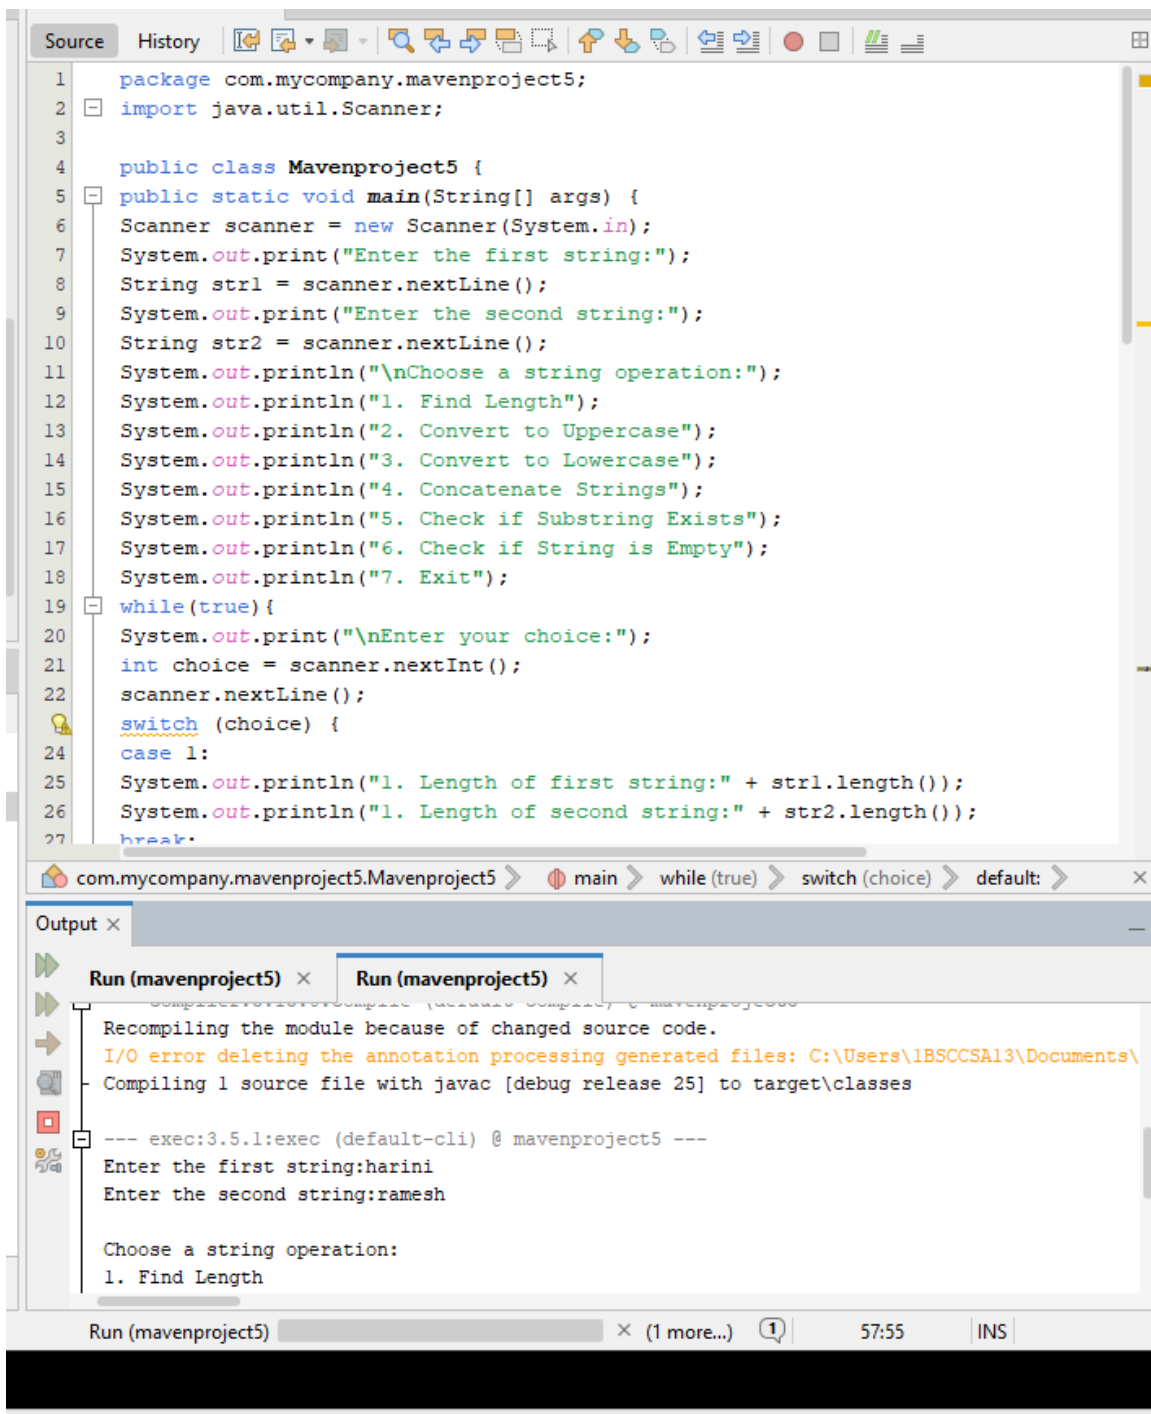 Source History
1 package com.mycompany.mavenproject5;
2 import java.util.Scanner;
3
4 public class Mavenproject5 {
5 public static void main(String[] args) {
6 Scanner scanner = new Scanner(System.in);
7 System.out.print("Enter the first string:");
8 String str1 = scanner.nextLine();
9 System.out.print("Enter the second string:");
10 String str2 = scanner.nextLine();
11 System.out.println("\nChoose a string operation:");
12 System.out.println("1. Find Length");
13 System.out.println("2. Convert to Uppercase");
14 System.out.println("3. Convert to Lowercase");
15 System.out.println("4. Concatenate Strings");
16 System.out.println("5. Check if Substring Exists");
17 System.out.println("6. Check if String is Empty");
18 System.out.println("7. Exit");
19 while(true){
20 System.out.print("\nEnter your choice:");
21 int choice = scanner.nextInt();
22 scanner.nextLine();
switch (choice) {
24 case 1:
25 System.out.println("1. Length of first string:" + str1.length());
26 System.out.println("1. Length of second string:" + str2.length());
27 break;
com.mycompany.mavenproject5.Mavenproject5 main while (true) switch (choice) default:
Output
Run (mavenproject5) Run (mavenproject5)
--- compiler:3.13.0:compile (default-compile) @ mavenproject5
Recompiling the module because of changed source code.
I/O error deleting the annotation processing generated files: C:\Users\1BSCCSA13\Documents\
Compiling 1 source file with javac [debug release 25] to target\classes
--- exec:3.5.1:exec (default-cli) @ mavenproject5 ---
Enter the first string:harini
Enter the second string:ramesh
Choose a string operation:
1. Find Length
Run (mavenproject5) (1 more...) 1 57:55 INS